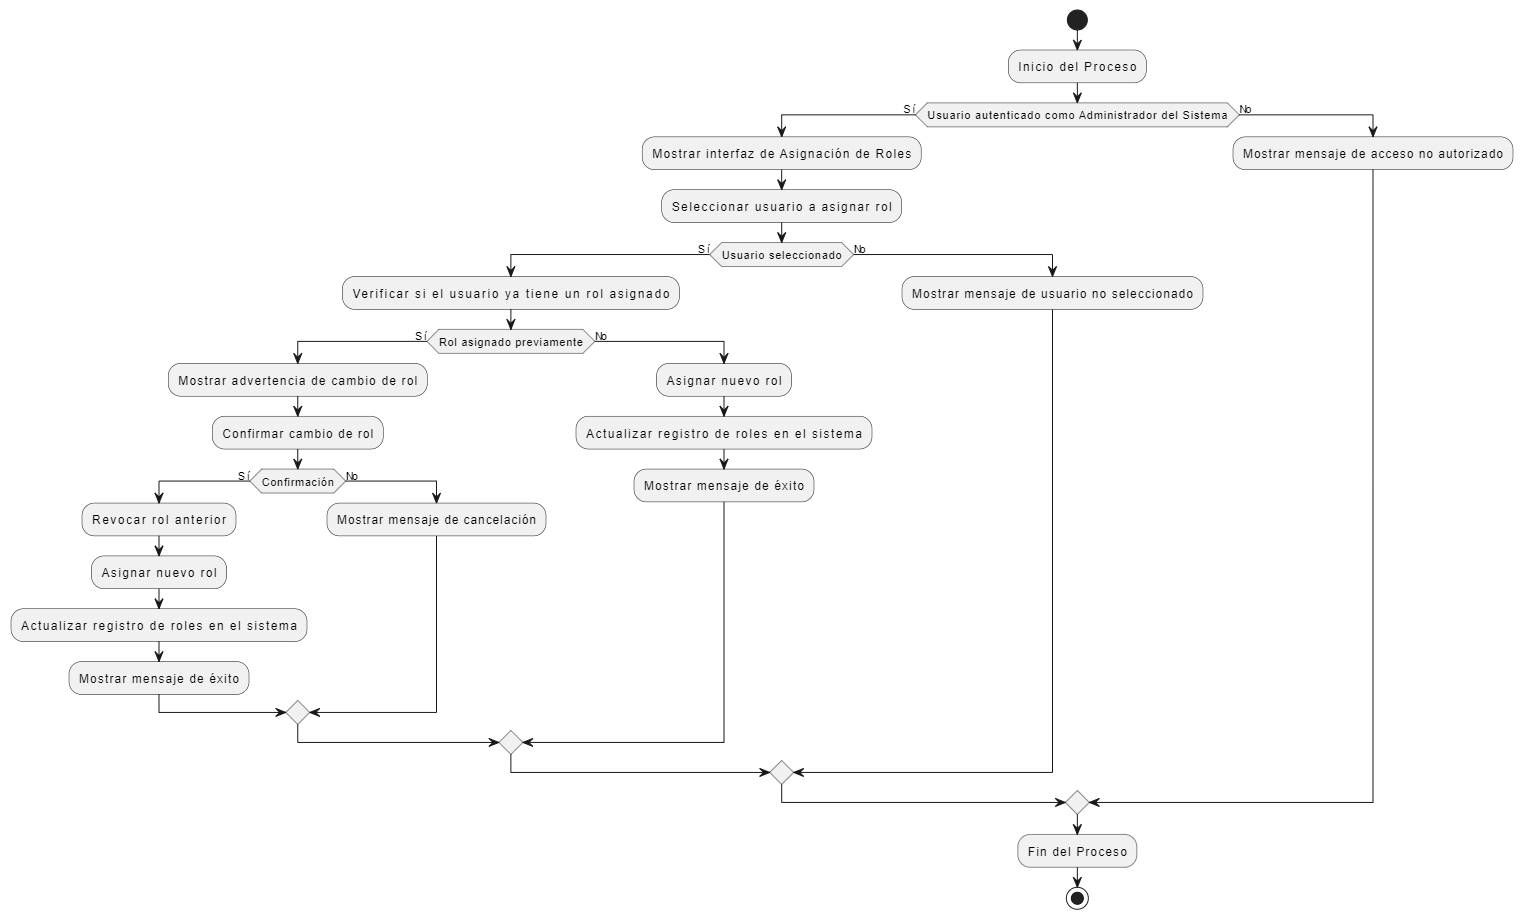 Inicio del Proceso
Sí
Usuario autenticado como Administrador del Sistema
No
Mostrar interfaz de Asignación de Roles
Mostrar mensaje de acceso no autorizado
Seleccionar usuario a asignar rol
Sí
Usuario seleccionado
No
Verificar si el usuario ya tiene un rol asignado
Mostrar mensaje de usuario no seleccionado
Sí
Rol asignado previamente
No
Mostrar advertencia de cambio de rol
Asignar nuevo rol
Confirmar cambio de rol
Actualizar registro de roles en el sistema
Sí
Confirmación
No
Mostrar mensaje de éxito
Revocar rol anterior
Mostrar mensaje de cancelación
Asignar nuevo rol
Actualizar registro de roles en el sistema
Mostrar mensaje de éxito
Fin del Proceso